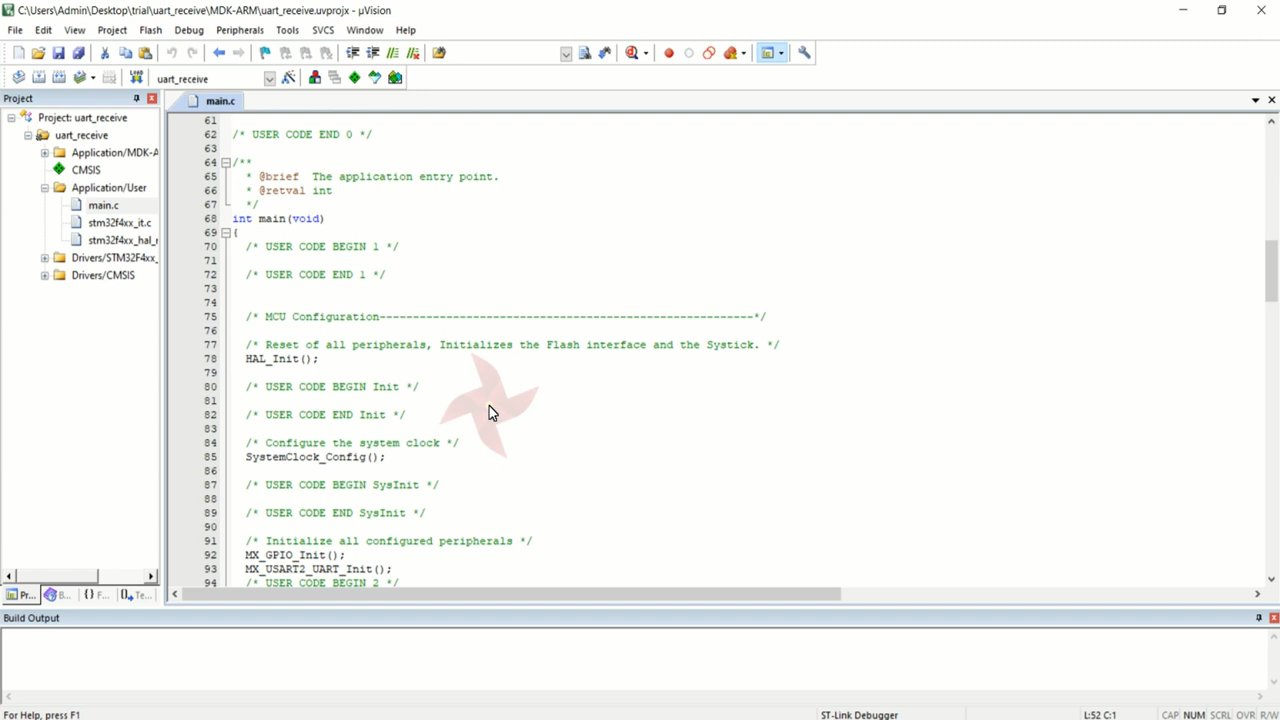 C:\Users\Admin\Desktop\trial\uart_receive\MDK-ARM\uart_receive.uvprojx - µVision
File Edit View Project Flash Debug Peripherals Tools SVCS Window Help
LOAD uart_receive
Project
main.c
Project: uart_receive
uart_receive
Application/MDK-A
CMSIS
Application/User
main.c
stm32f4xx_it.c
stm32f4xx_hal_r
Drivers/STM32F4xx_
Drivers/CMSIS
61
62 /* USER CODE END 0 */
63
64 /**
65 * @brief The application entry point.
66 * @retval int
67 */
68 int main(void)
69 {
70 /* USER CODE BEGIN 1 */
71
72 /* USER CODE END 1 */
73
74
75 /* MCU Configuration--------------------------------------------------------*/
76
77 /* Reset of all peripherals, Initializes the Flash interface and the Systick. */
78 HAL_Init();
79
80 /* USER CODE BEGIN Init */
81
82 /* USER CODE END Init */
83
84 /* Configure the system clock */
85 SystemClock_Config();
86
87 /* USER CODE BEGIN SysInit */
88
89 /* USER CODE END SysInit */
90
91 /* Initialize all configured peripherals */
92 MX_GPIO_Init();
93 MX_USART2_UART_Init();
94 /* USER CODE BEGIN 2 */
Pr... B... {} F... 0→ Te...
Build Output
For Help, press F1 ST-Link Debugger L:52 C:1 CAP NUM SCRL OVR R/W